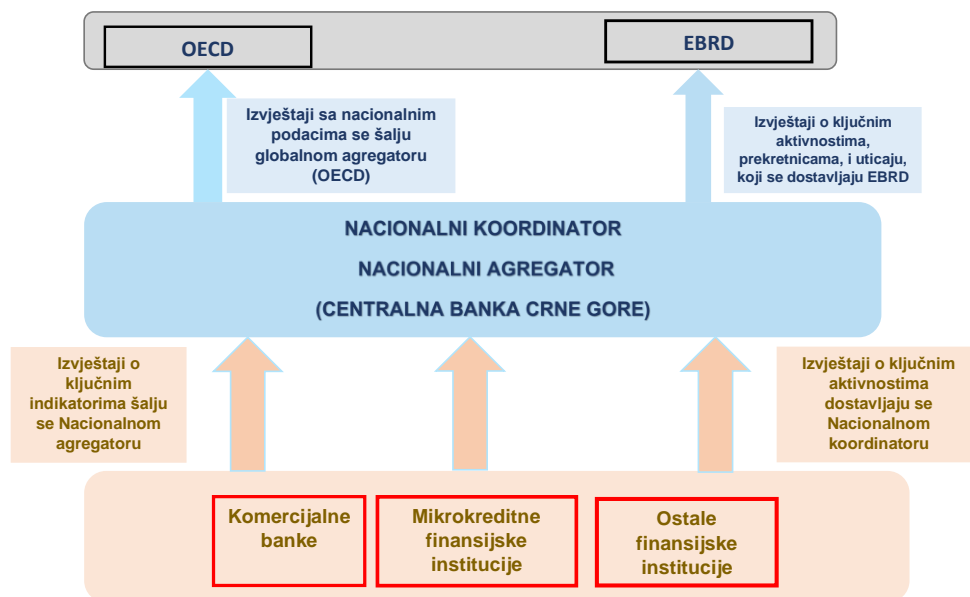 OECD
EBRD
Izvještaji sa nacionalnim
podacima se šalju
globalnom agregatoru
(OECD)
Izvještaji o ključnim
aktivnostima,
prekretnicama, i uticaju,
koji se dostavljaju EBRD
NACIONALNI KOORDINATOR
NACIONALNI AGREGATOR
(CENTRALNA BANKA CRNE GORE)
Izvještaji o
ključnim
indikatorima šalju
se Nacionalnom
agregatoru
Izvještaji o ključnim
aktivnostima
dostavljaju se
Nacionalnom
koordinatoru
Komercijalne
banke
Mikrokreditne
finansijske
institucije
Ostale
finansijske
institucije